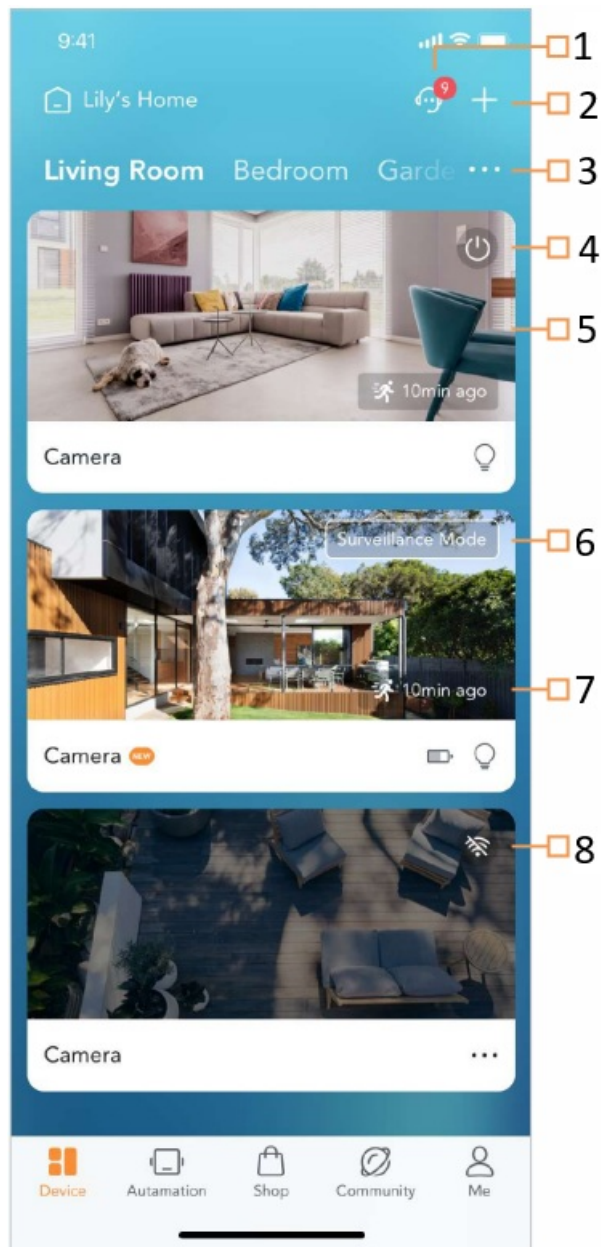 9:41
1
Lily's Home
9
2
Living Room Bedroom Garde ··· 3
4
5
10min ago
Camera
Surveillance Mode 6
10min ago 7
Camera NEW
8
Camera ···
Device Autamation Shop Community Me